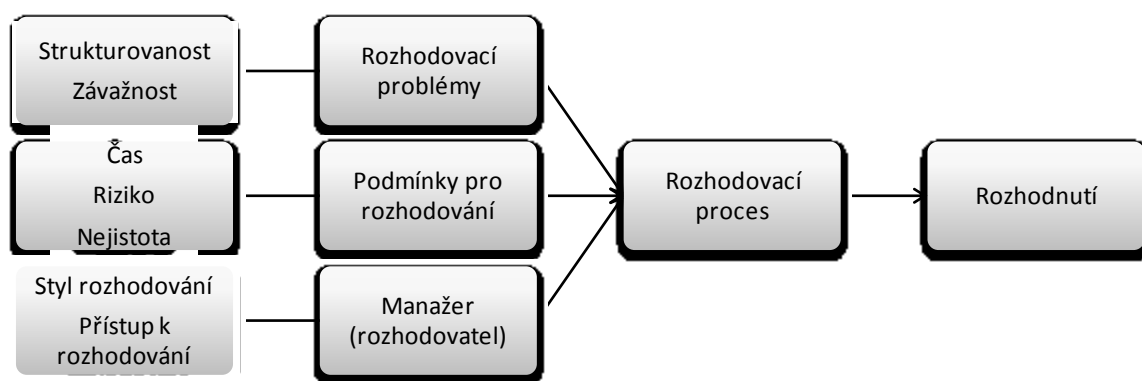 Strukturovanost
Závažnost
Rozhodovací
problémy
Čas
Riziko
Nejistota
Podmínky pro
rozhodování
Rozhodovací
proces
Rozhodnutí
Styl rozhodování
Přístup k
rozhodování
Manažer
(rozhodovatel)